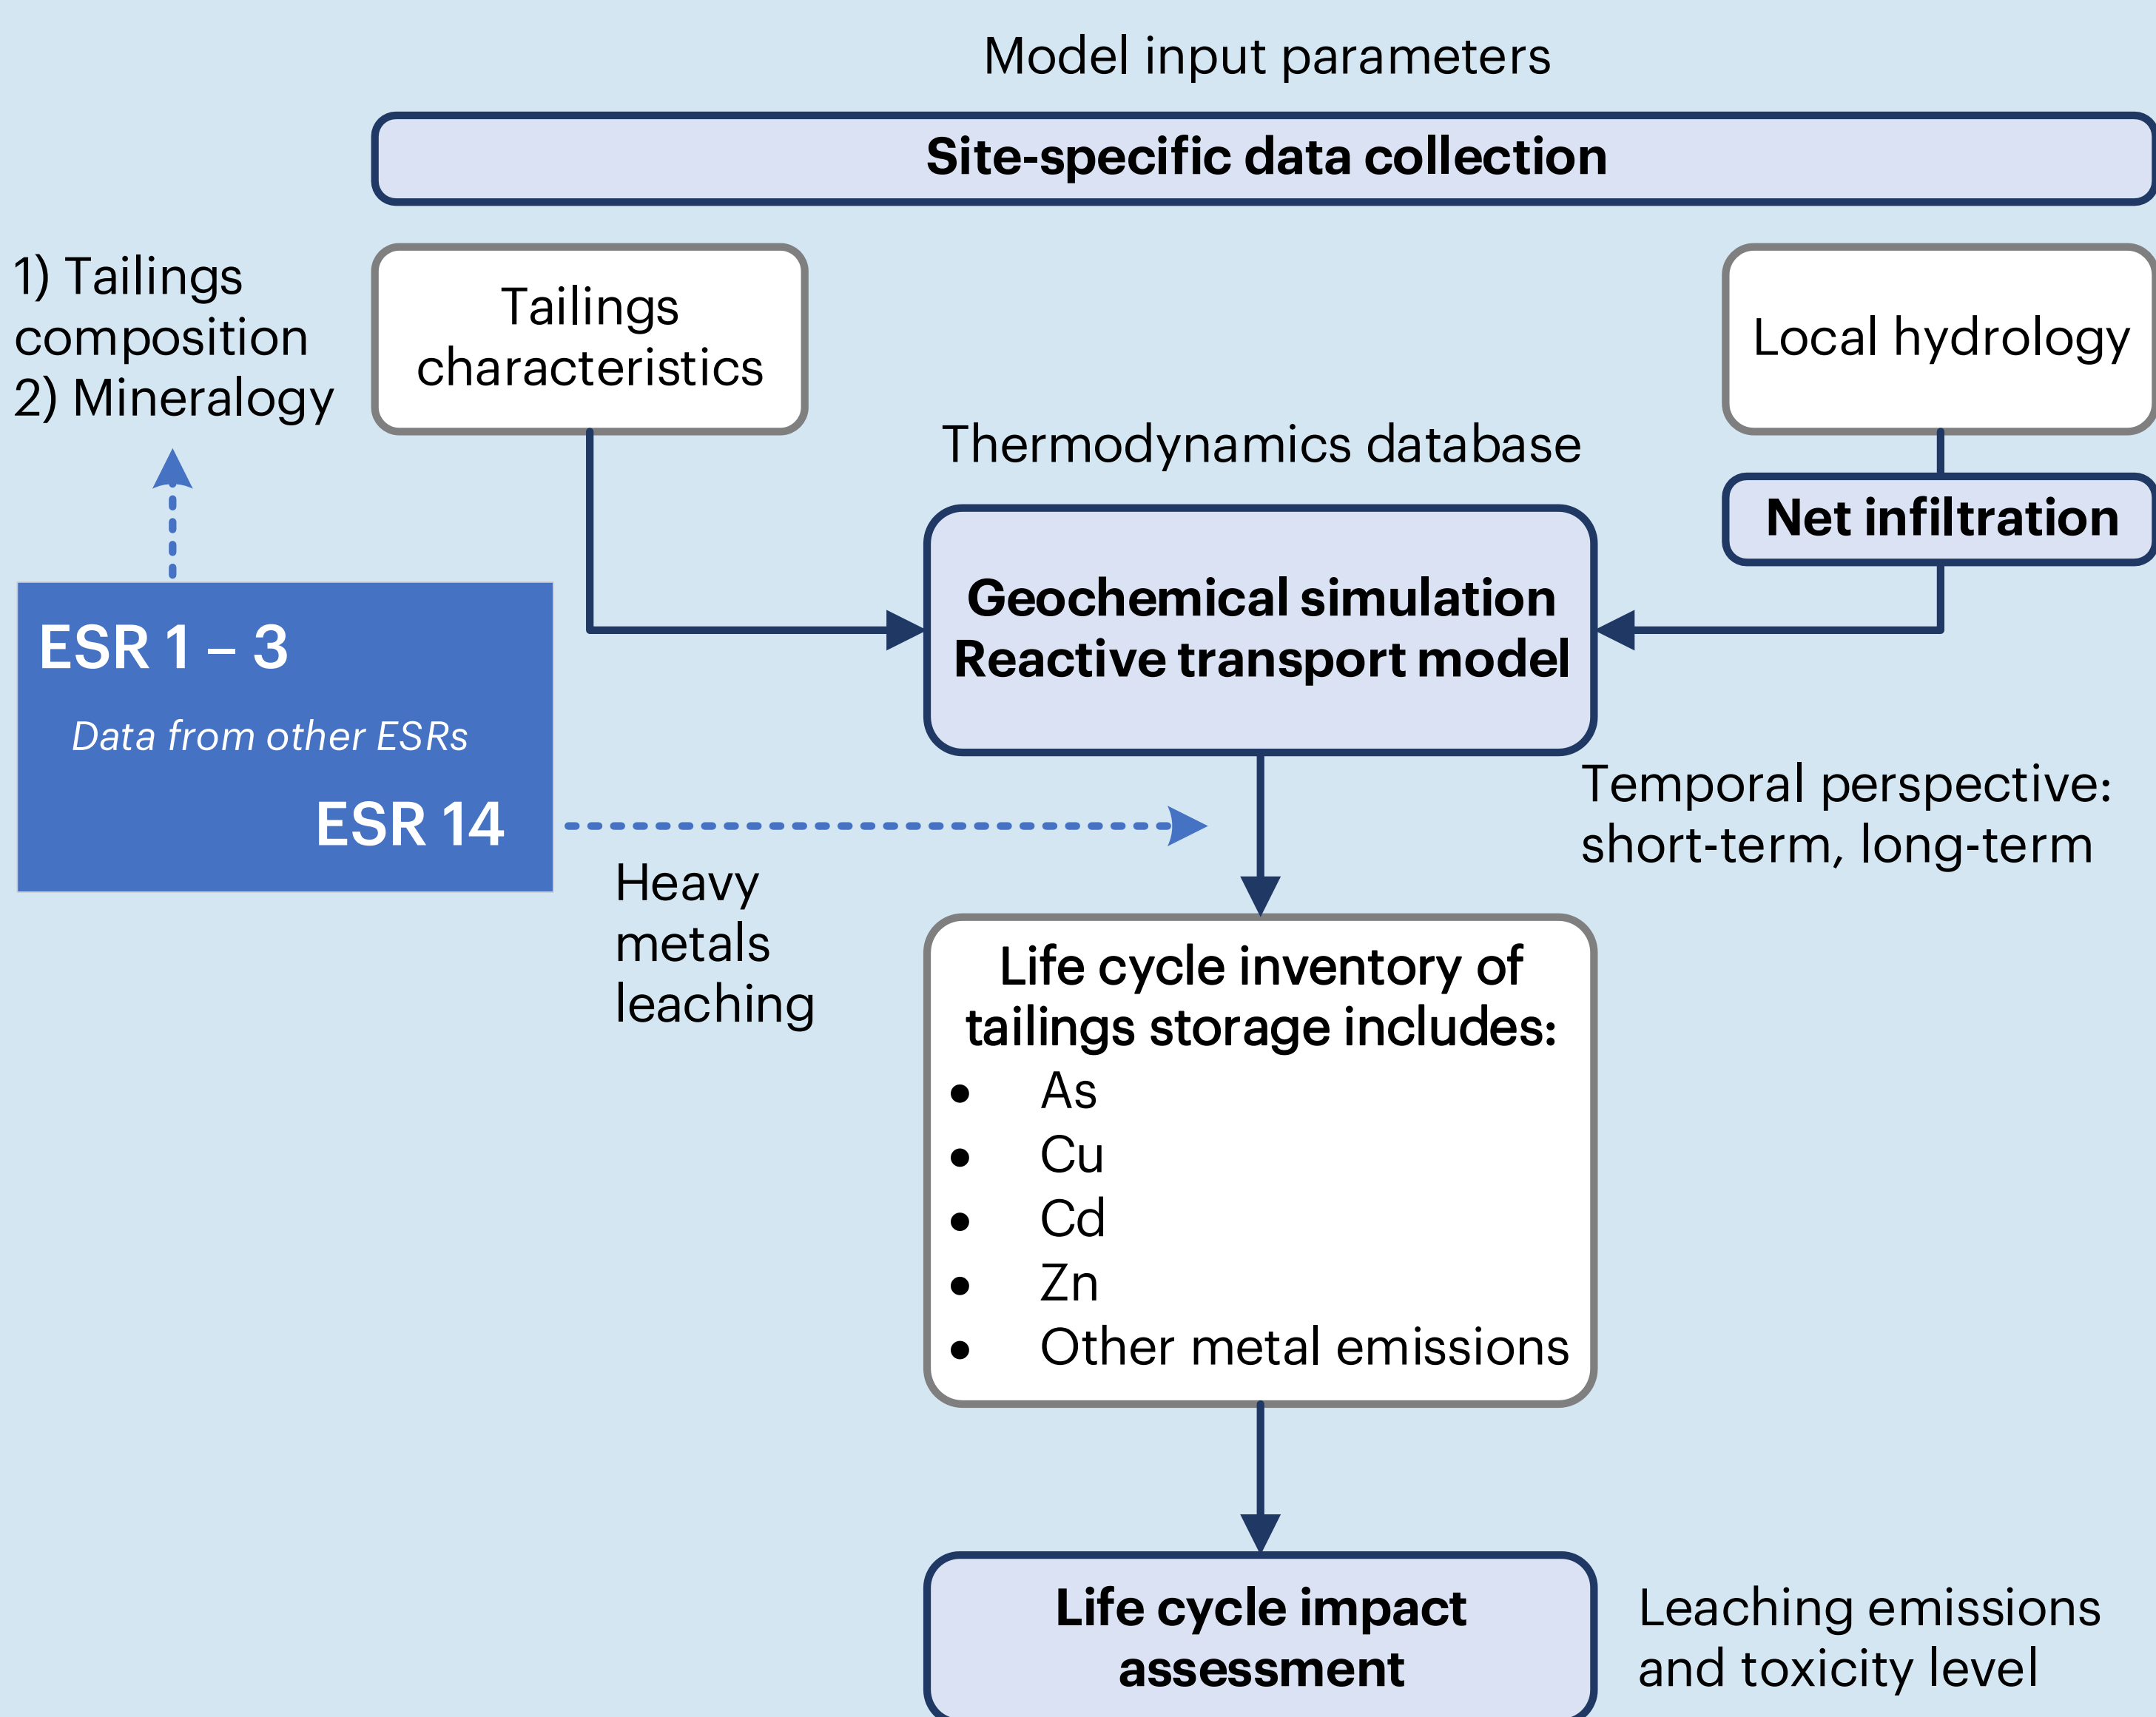 Model input parameters
Site-specific data collection
1) Tailings
composition
2) Mineralogy
Tailings
characteristics
Local hydrology
Thermodynamics database
Net infiltration
Geochemical simulation
Reactive transport model
ESR 1 – 3
Data from other ESRs
ESR 14
Heavy
metals
leaching
Temporal perspective:
short-term, long-term
Life cycle inventory of
tailings storage includes:
• As
• Cu
• Cd
• Zn
• Other metal emissions
Life cycle impact
assessment
Leaching emissions
and toxicity level